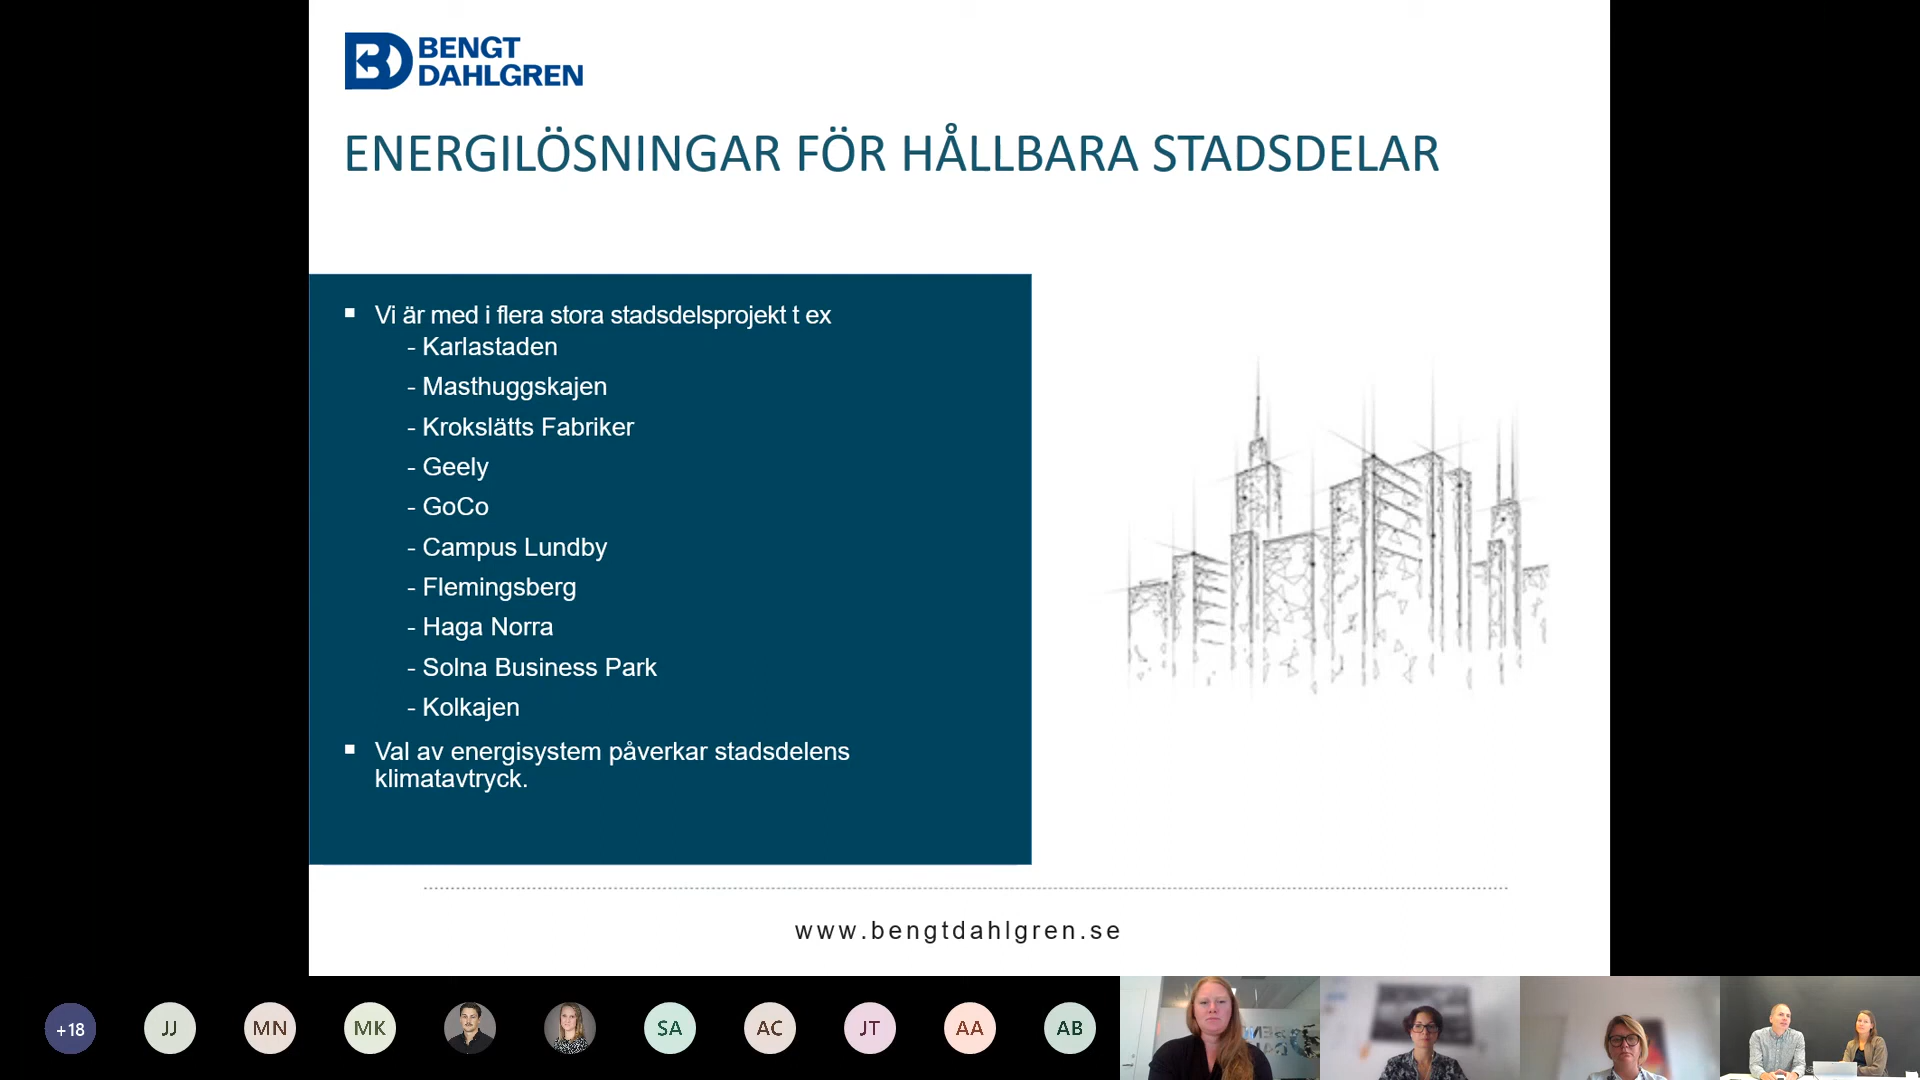 BENGT
DAHLGREN
ENERGILÖSNINGAR FÖR HÅLLBARA STADSDELAR
▪ Vi är med i flera stora stadsdelsprojekt t ex
- Karlastaden
- Masthuggskajen
- Krokslätts Fabriker
- Geely
- GoCo
- Campus Lundby
- Flemingsberg
- Haga Norra
- Solna Business Park
- Kolkajen
▪ Val av energisystem påverkar stadsdelens
klimatavtryck.
www.bengtdahlgren.se
+18 JJ MN MK SA AC JT AA AB